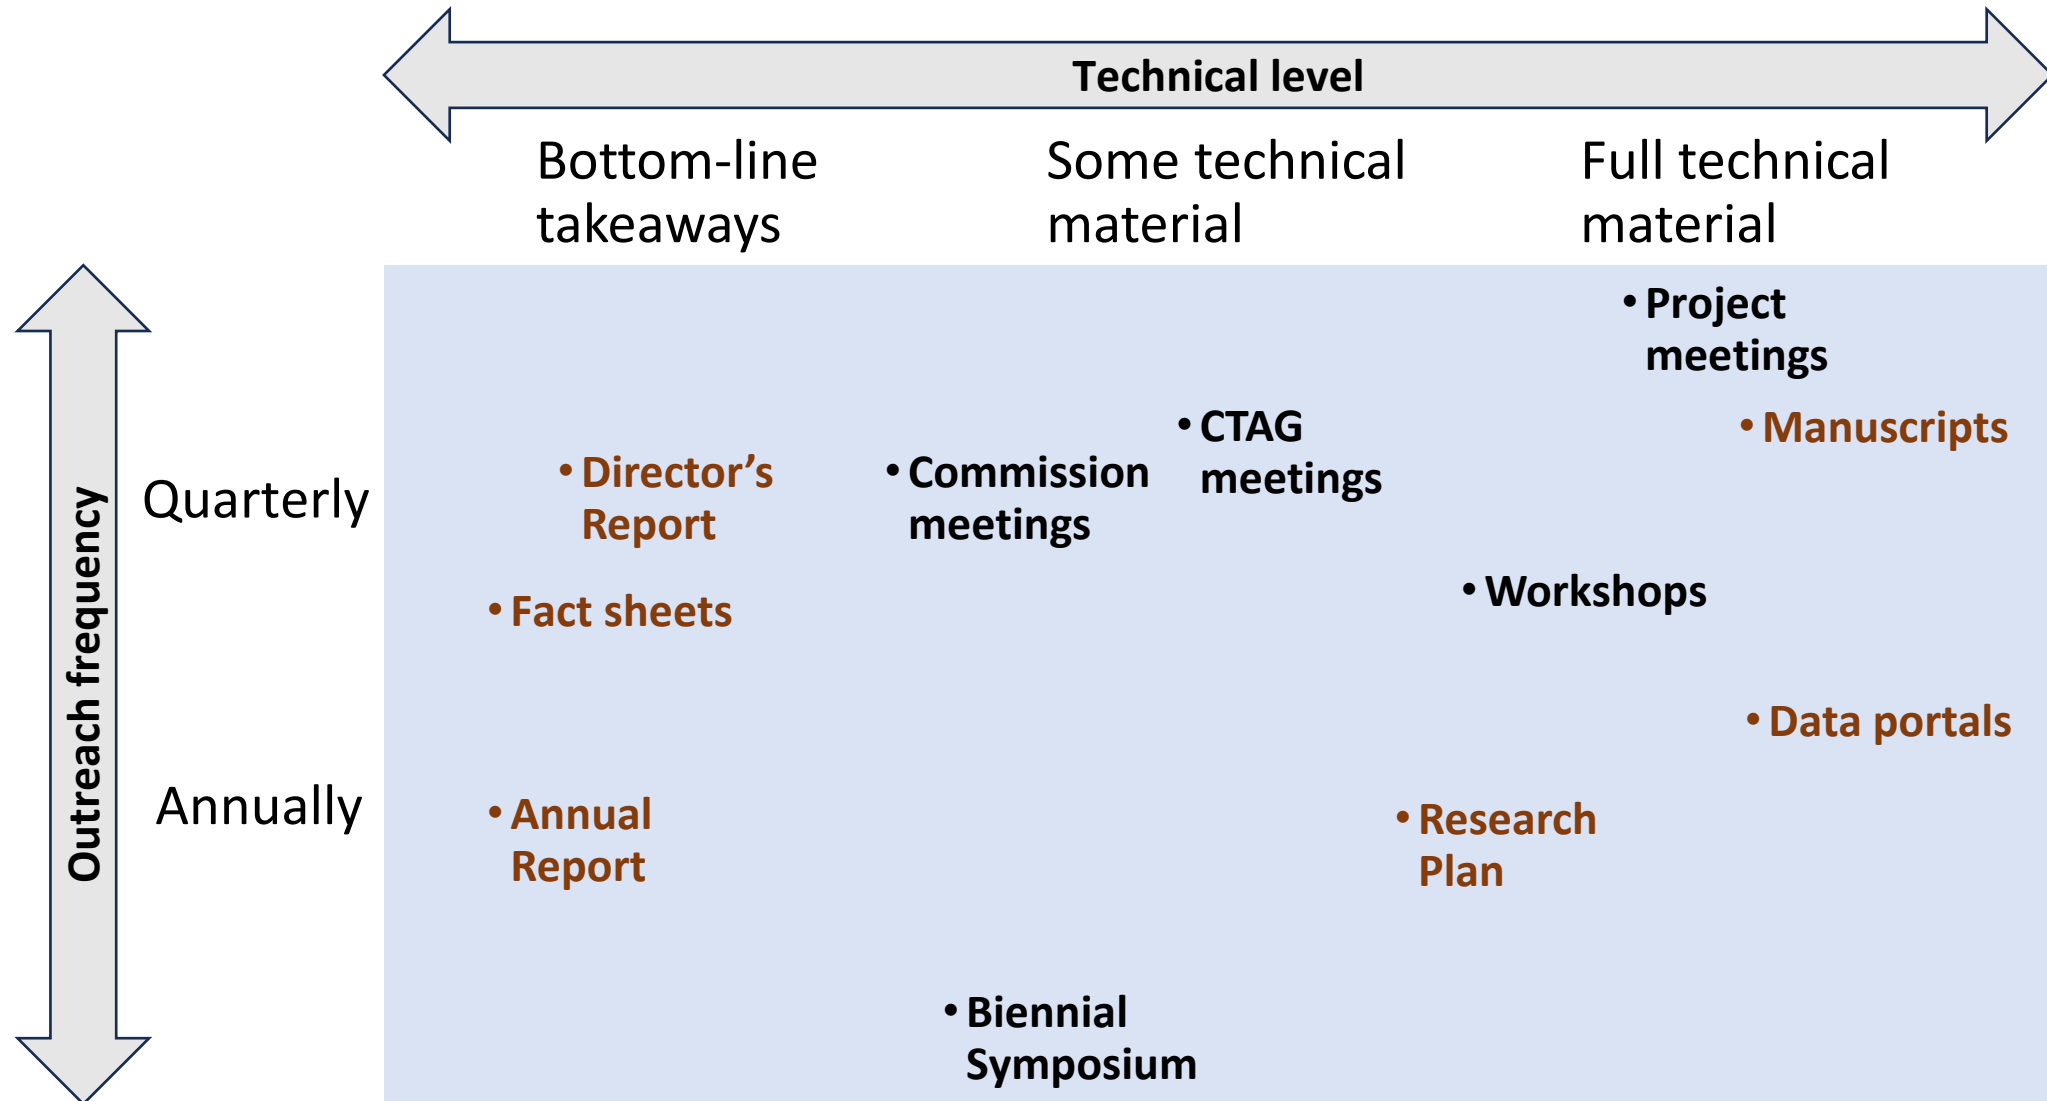 Technical level
Bottom-line
takeaways
Some technical
material
Full technical
material
Outreach frequency
Quarterly
Annually
• Project
meetings
• CTAG
meetings
• Manuscripts
• Director’s
Report
• Commission
meetings
• Workshops
• Fact sheets
• Data portals
• Annual
Report
• Research
Plan
• Biennial
Symposium